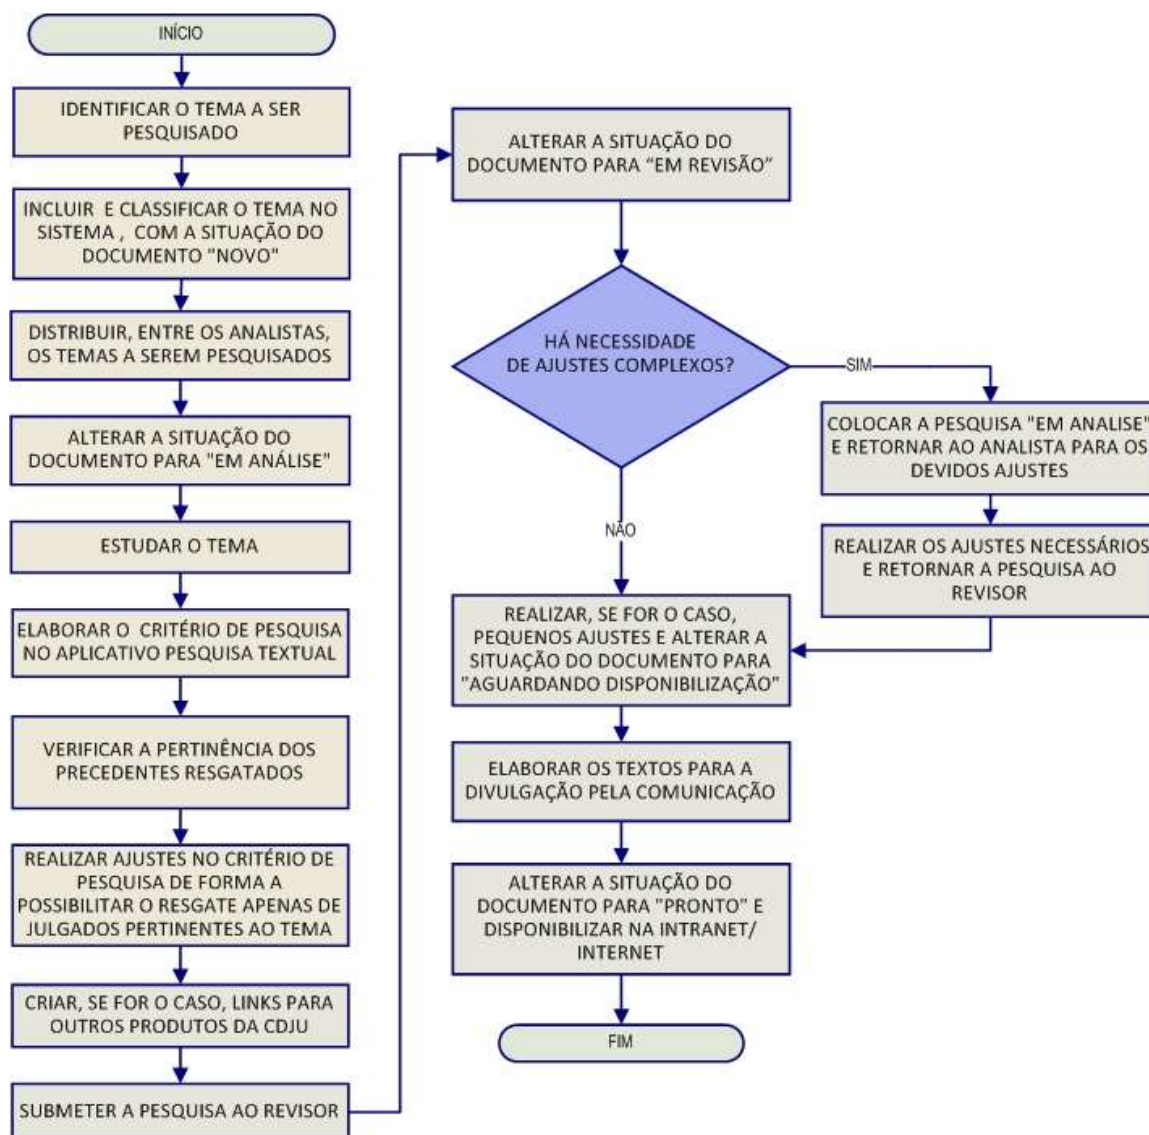 INÍCIO
IDENTIFICAR O TEMA A SER
PESQUISADO
INCLUIR E CLASSIFICAR O TEMA NO
SISTEMA , COM A SITUAÇÃO DO
DOCUMENTO "NOVO"
DISTRIBUIR, ENTRE OS ANALISTAS,
OS TEMAS A SEREM PESQUISADOS
ALTERAR A SITUAÇÃO DO
DOCUMENTO PARA "EM ANÁLISE"
ESTUDAR O TEMA
ELABORAR O CRITÉRIO DE PESQUISA
NO APLICATIVO PESQUISA TEXTUAL
VERIFICAR A PERTINÊNCIA DOS
PRECEDENTES RESGATADOS
REALIZAR AJUSTES NO CRITÉRIO DE
PESQUISA DE FORMA A
POSSIBILITAR O RESGATE APENAS DE
JULGADOS PERTINENTES AO TEMA
CRIAR, SE FOR O CASO, LINKS PARA
OUTROS PRODUTOS DA CDJU
SUBMETER A PESQUISA AO REVISOR
ALTERAR A SITUAÇÃO DO
DOCUMENTO PARA “EM REVISÃO”
HÁ NECESSIDADE
DE AJUSTES COMPLEXOS?
SIM
COLOCAR A PESQUISA "EM ANALISE"
E RETORNAR AO ANALISTA PARA OS
DEVIDOS AJUSTES
REALIZAR OS AJUSTES NECESSÁRIOS
E RETORNAR A PESQUISA AO
REVISOR
NÃO
REALIZAR, SE FOR O CASO,
PEQUENOS AJUSTES E ALTERAR A
SITUAÇÃO DO DOCUMENTO PARA
"AGUARDANDO DISPONIBILIZAÇÃO"
ELABORAR OS TEXTOS PARA A
DIVULGAÇÃO PELA COMUNICAÇÃO
ALTERAR A SITUAÇÃO DO
DOCUMENTO PARA "PRONTO" E
DISPONIBILIZAR NA INTRANET/
INTERNET
FIM